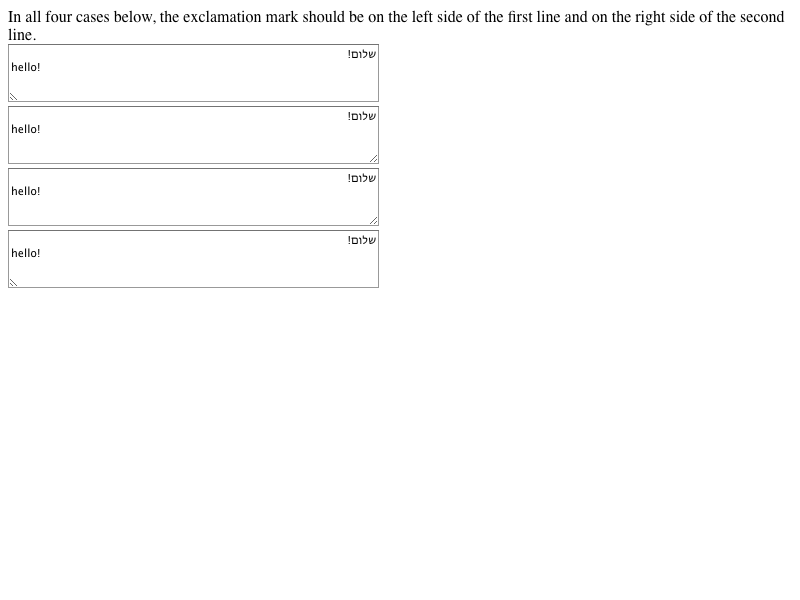 In all four cases below, the exclamation mark should be on the left side of the first line and on the right side of the second
line.
שלום!
hello!
שלום!
hello!
שלום!
hello!
שלום!
hello!